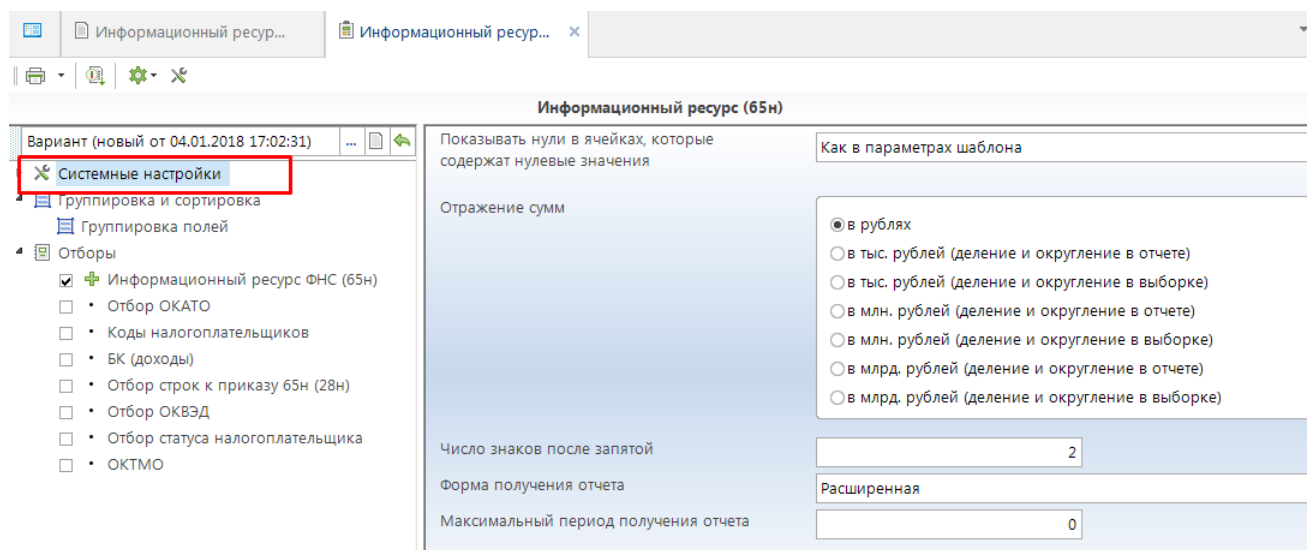 Информационный ресур...
Информационный ресур...
Информационный ресурс (65н)
Вариант (новый от 04.01.2018 17:02:31)
...
Системные настройки
Группировка и сортировка
Группировка полей
Отборы
Информационный ресурс ФНС (65н)
Отбор ОКАТО
Коды налогоплательщиков
БК (доходы)
Отбор строк к приказу 65н (28н)
Отбор ОКВЭД
Отбор статуса налогоплательщика
ОКТМО
Показывать нули в ячейках, которые
содержат нулевые значения
Как в параметрах шаблона
Отражение сумм
в рублях
в тыс. рублей (деление и округление в отчете)
в тыс. рублей (деление и округление в выборке)
в млн. рублей (деление и округление в отчете)
в млн. рублей (деление и округление в выборке)
в млрд. рублей (деление и округление в отчете)
в млрд. рублей (деление и округление в выборке)
Число знаков после запятой
2
Форма получения отчета
Расширенная
Максимальный период получения отчета
0